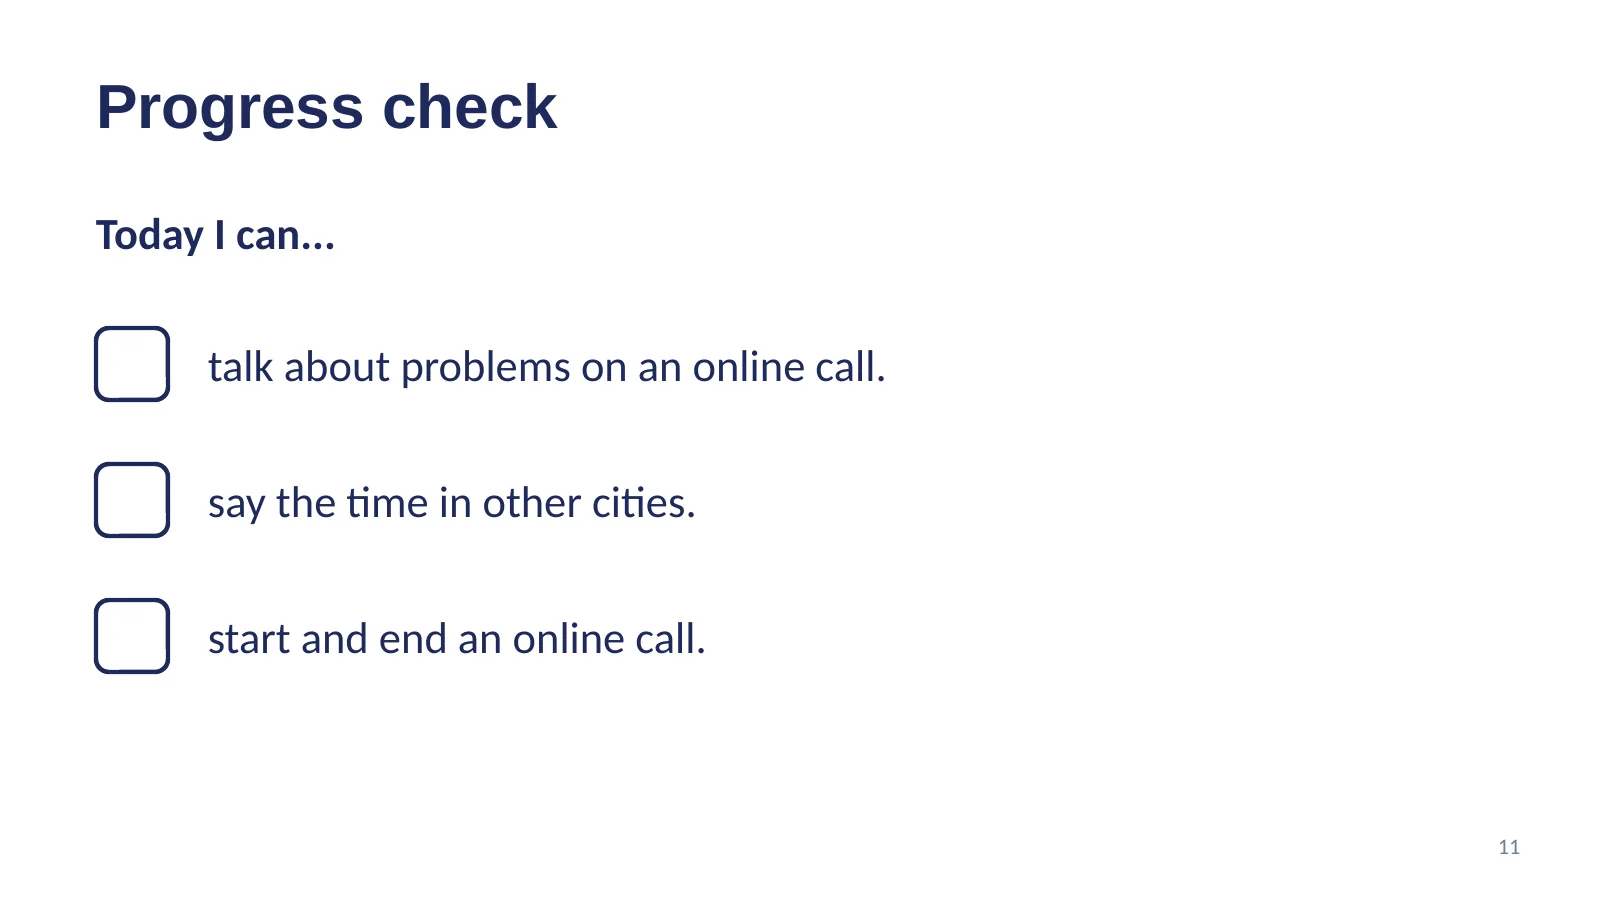 Progress check
Today I can...
talk about problems on an online call.
say the time in other cities.
start and end an online call.
11